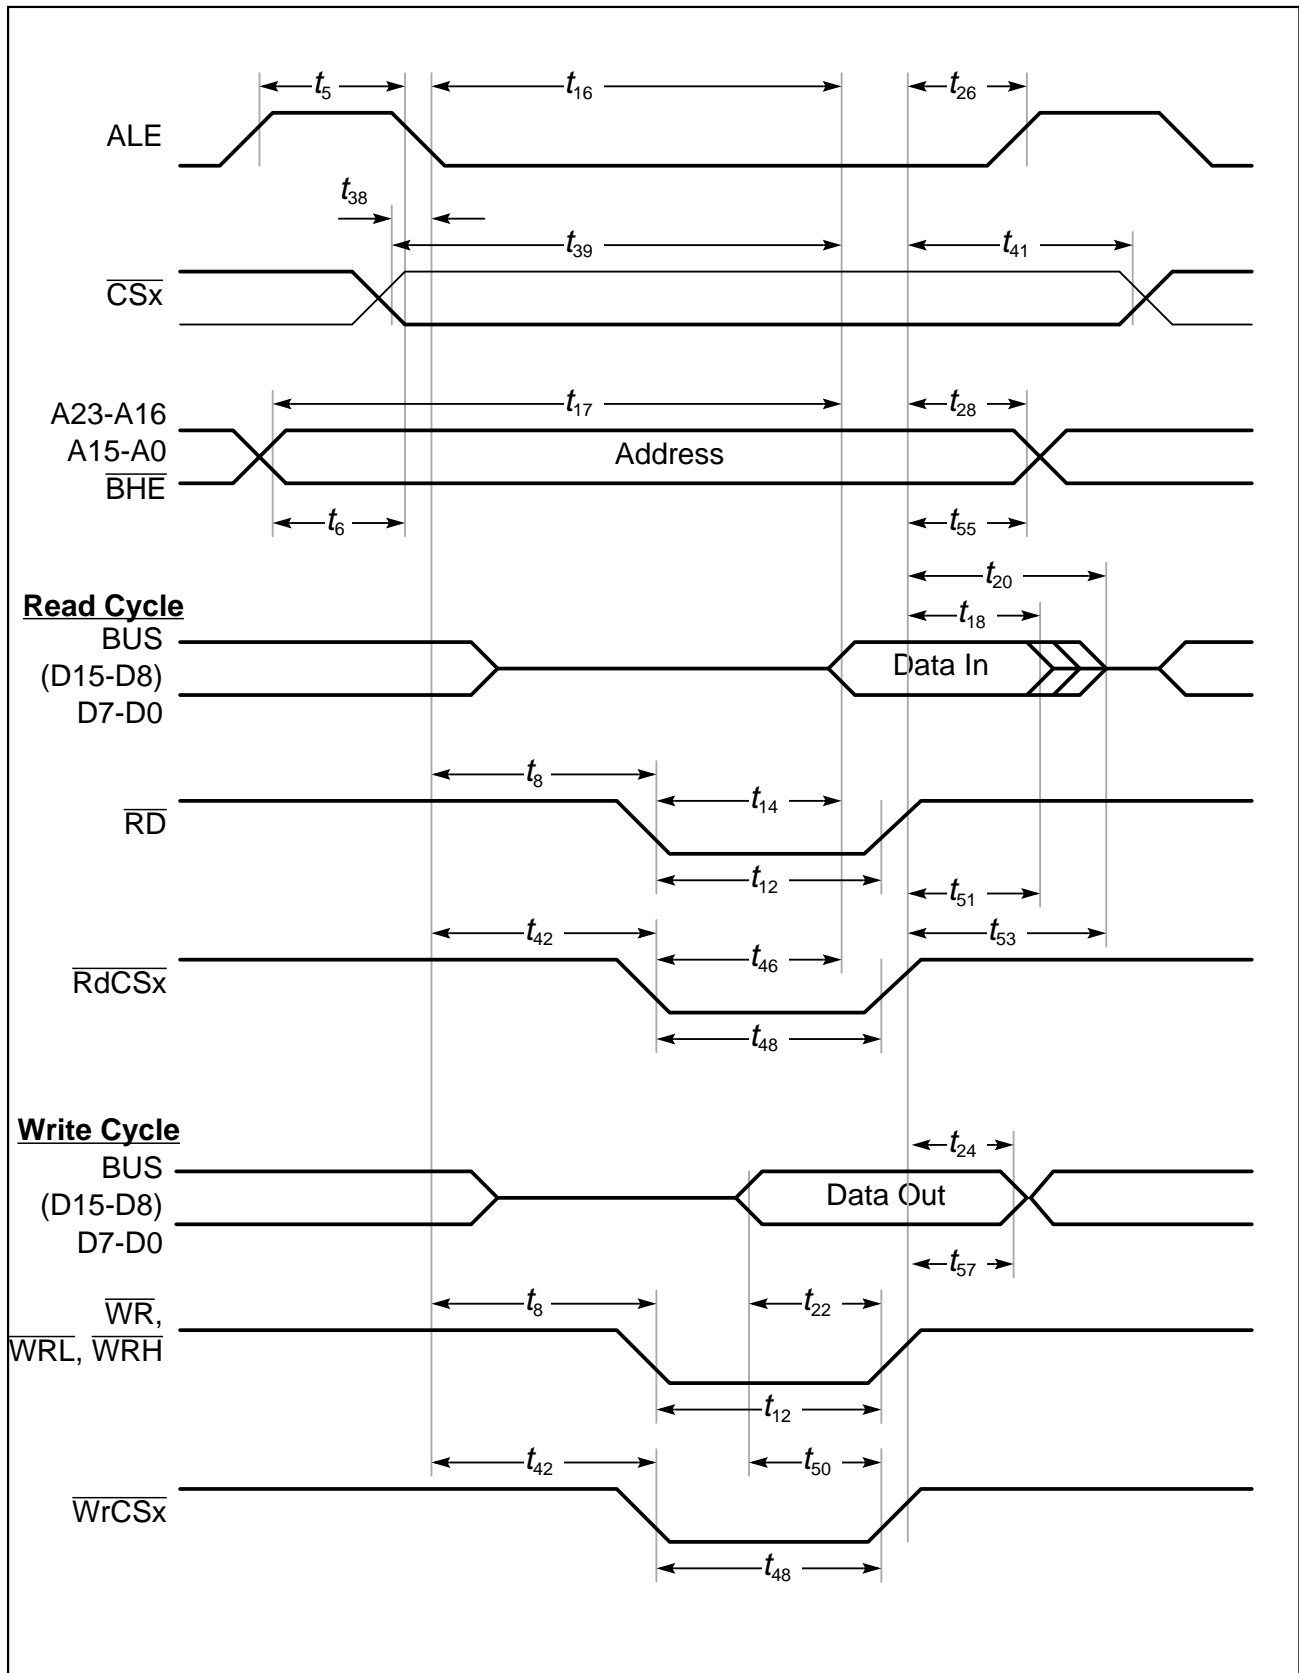 t5 t16 t26
ALE
t38
t39 t41
CSx
t17 t28
A23-A16
A15-A0 Address
BHE
t6 t55
t20
Read Cycle t18
BUS
(D15-D8) Data In
D7-D0
t8 t14
RD
t12 t51
t42 t46 t53
RdCSx
t48
Write Cycle t24
BUS
(D15-D8) Data Out
D7-D0
t57
t8 t22
WR,
WRL, WRH
t12
t42 t50
WrCSx
t48